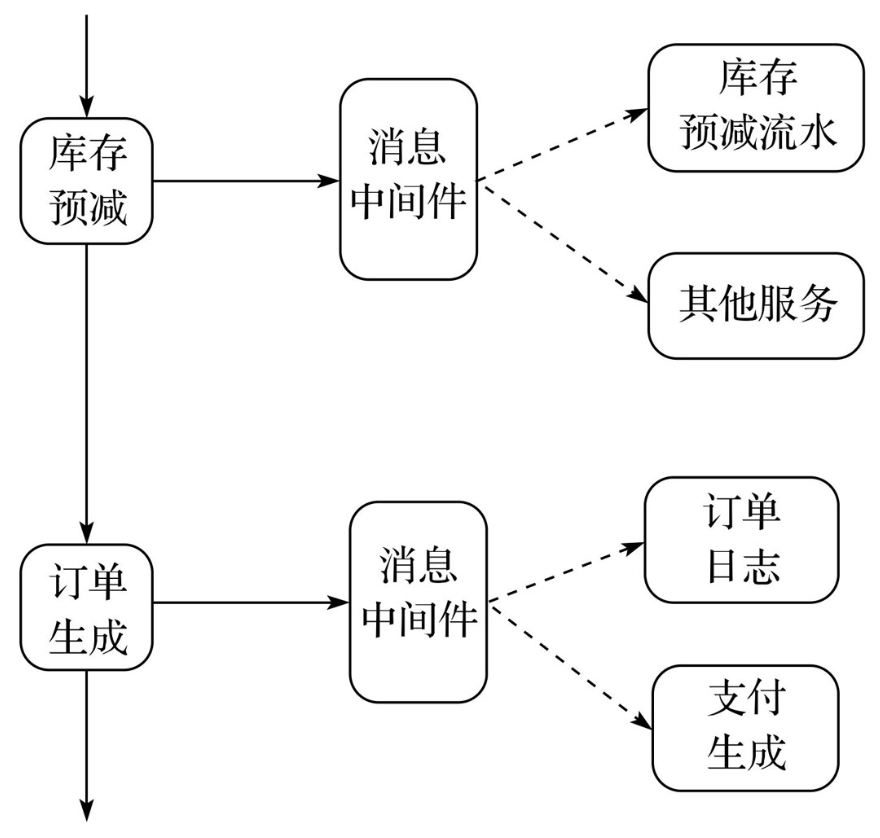 库存
预减
消息
中间件
库存
预减流水
其他服务
订单
生成
消息
中间件
订单
日志
支付
生成